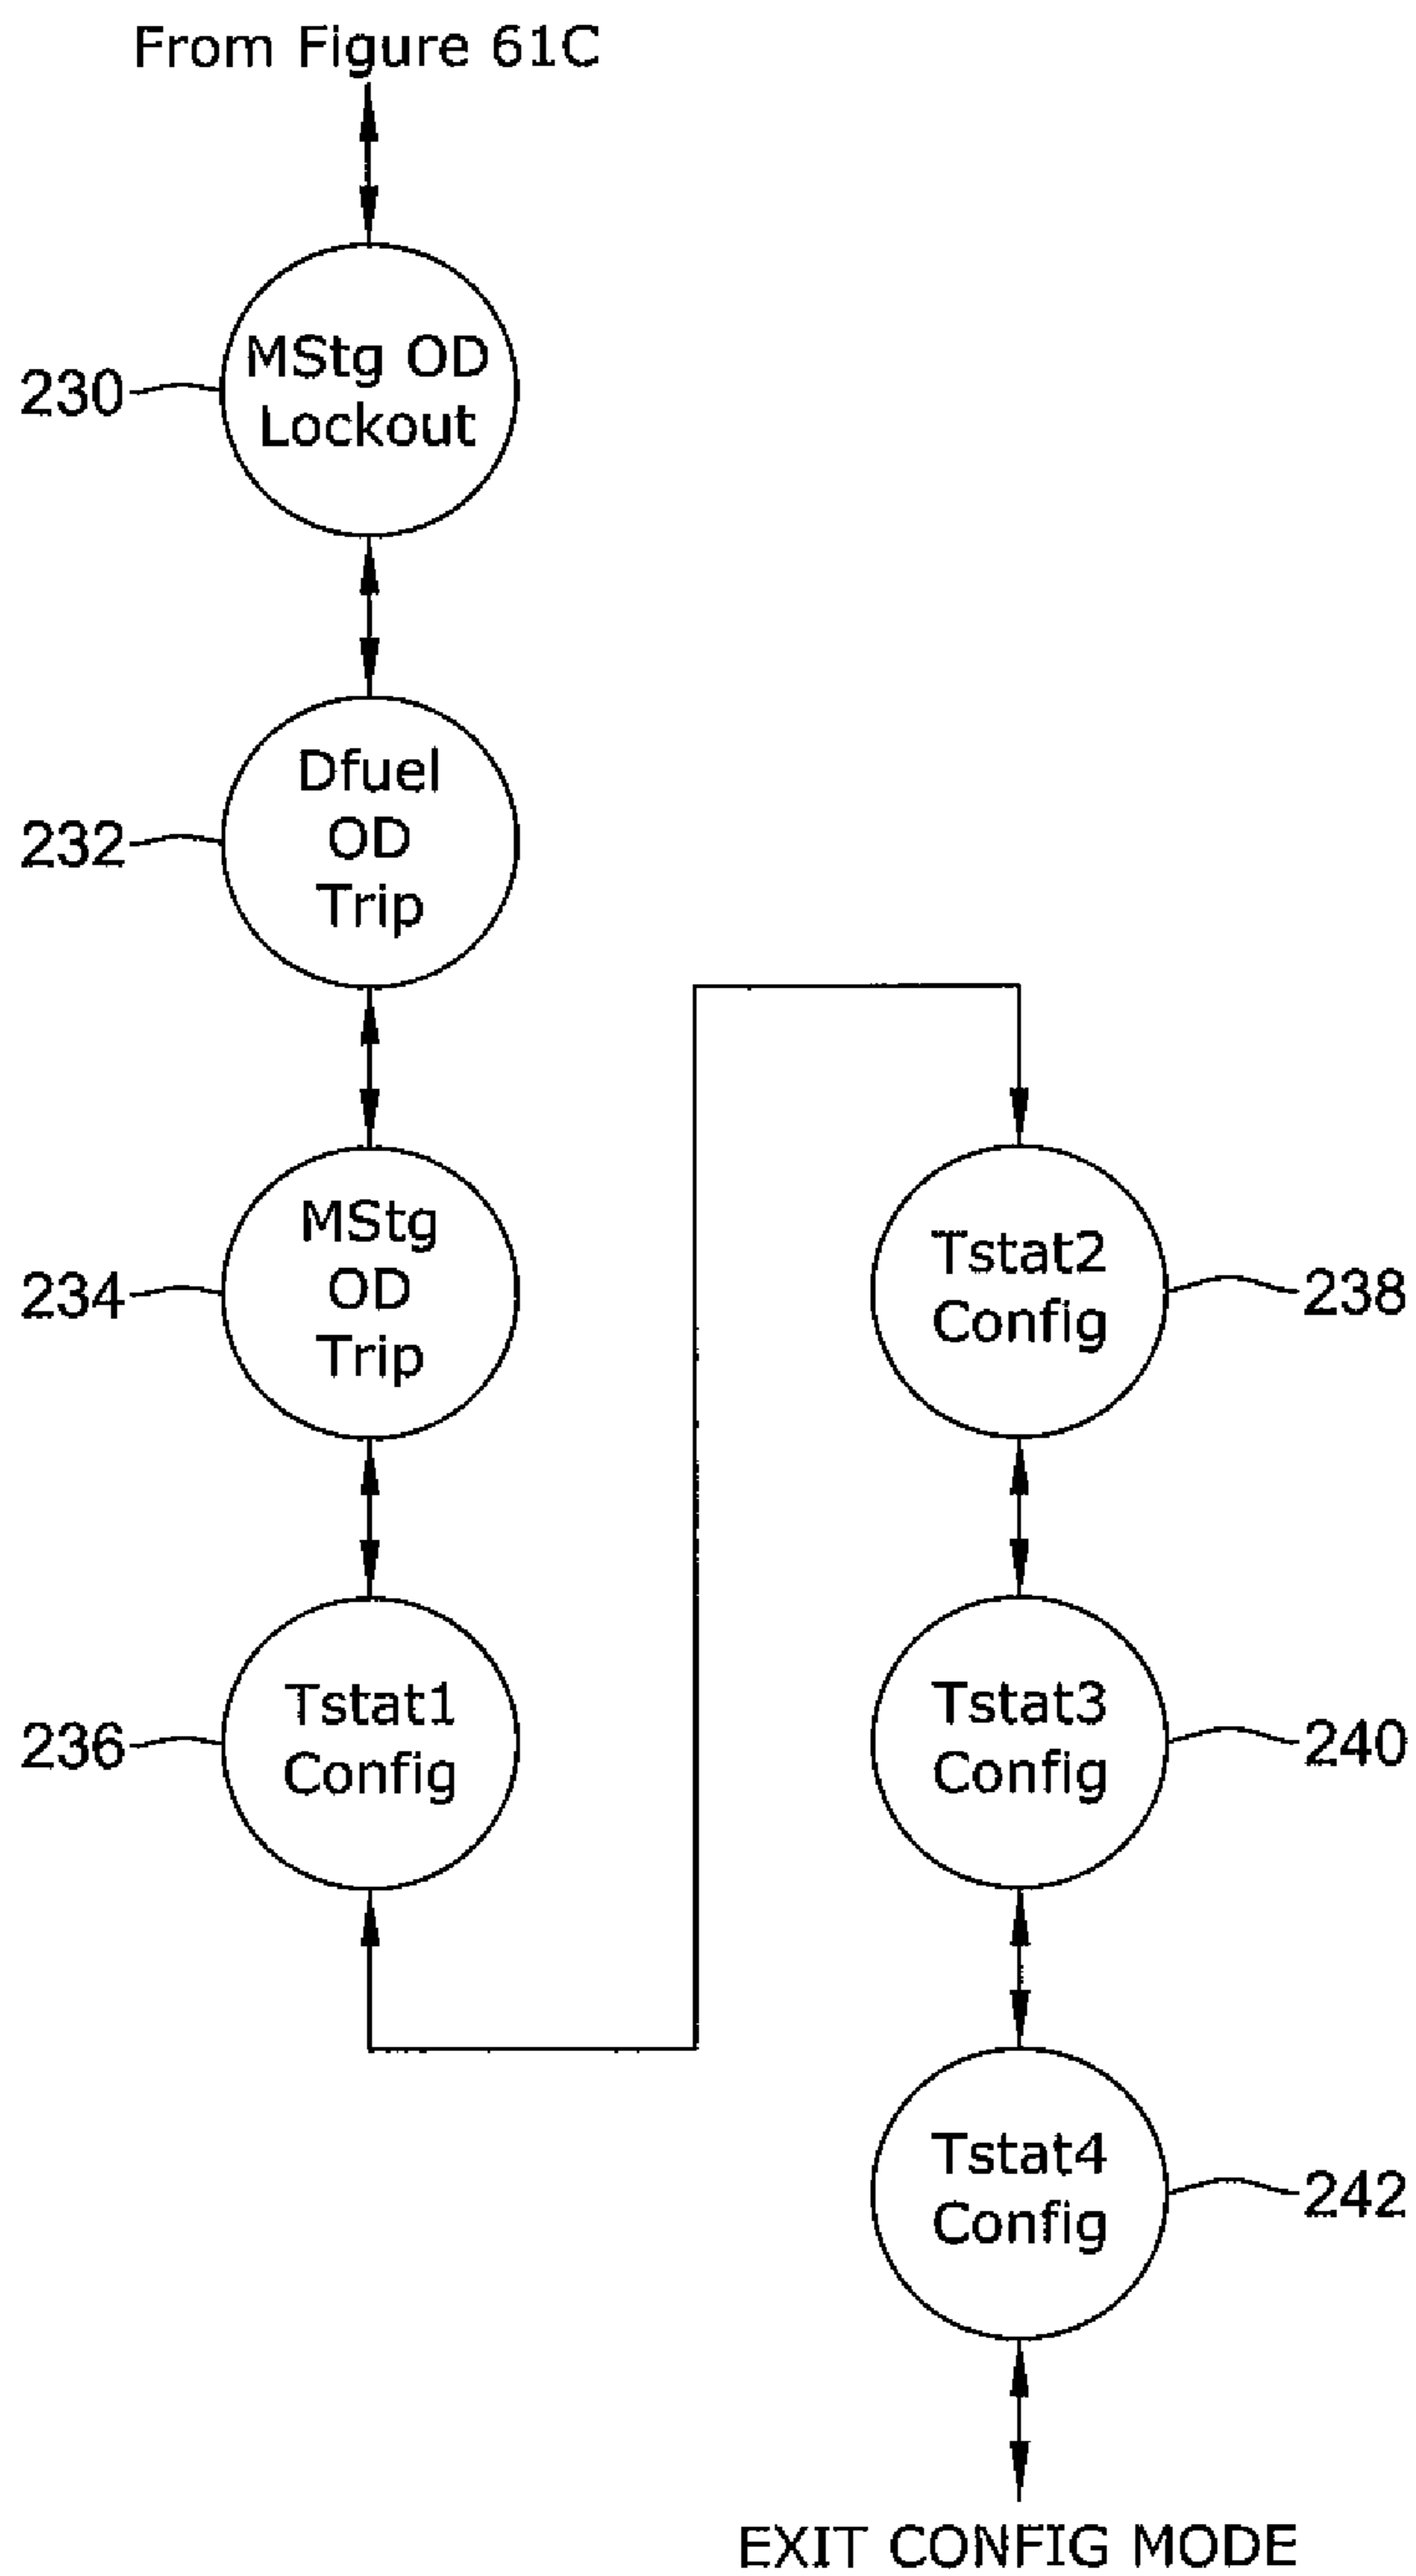 From Figure 61C
MStg OD
Lockout
230
Dfuel
OD
Trip
232
MStg
OD
Trip
234
Tstat1
Config
236
Tstat2
Config
238
Tstat3
Config
240
Tstat4
Config
242
EXIT CONFIG MODE